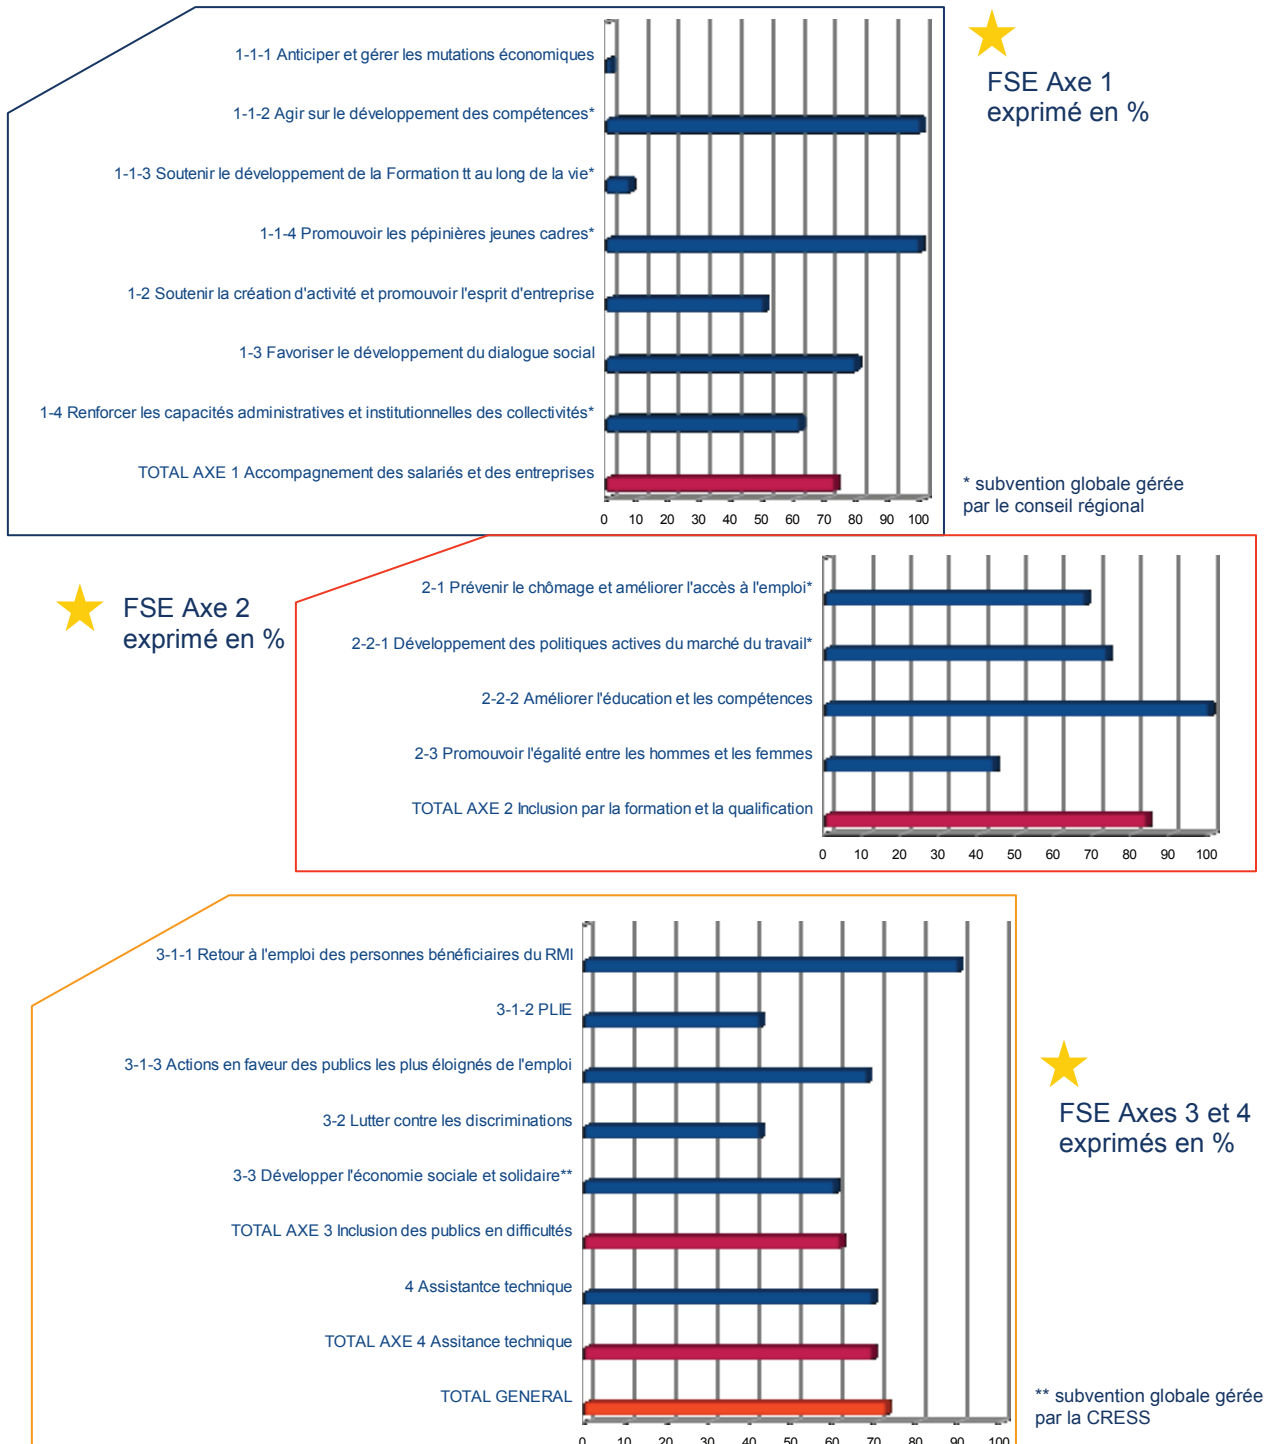 1-1-1 Anticiper et gérer les mutations économiques
1-1-2 Agir sur le développement des compétences*
1-1-3 Soutenir le développement de la Formation tt au long de la vie*
1-1-4 Promouvoir les pépinières jeunes cadres*
1-2 Soutenir la création d'activité et promouvoir l'esprit d'entreprise
1-3 Favoriser le développement du dialogue social
1-4 Renforcer les capacités administratives et institutionnelles des collectivités*
TOTAL AXE 1 Accompagnement des salariés et des entreprises
0 10 20 30 40 50 60 70 80 90 100
FSE Axe 1
exprimé en %
* subvention globale gérée
par le conseil régional
FSE Axe 2
exprimé en %
2-1 Prévenir le chômage et améliorer l'accès à l'emploi*
2-2-1 Développement des politiques actives du marché du travail*
2-2-2 Améliorer l'éducation et les compétences
2-3 Promouvoir l'égalité entre les hommes et les femmes
TOTAL AXE 2 Inclusion par la formation et la qualification
0 10 20 30 40 50 60 70 80 90 100
3-1-1 Retour à l'emploi des personnes bénéficiaires du RMI
3-1-2 PLIE
3-1-3 Actions en faveur des publics les plus éloignés de l'emploi
3-2 Lutter contre les discriminations
3-3 Développer l'économie sociale et solidaire**
TOTAL AXE 3 Inclusion des publics en difficultés
4 Assistantce technique
TOTAL AXE 4 Assitance technique
TOTAL GENERAL
0 10 20 30 40 50 60 70 80 90 100
FSE Axes 3 et 4
exprimés en %
** subvention globale gérée
par la CRESS